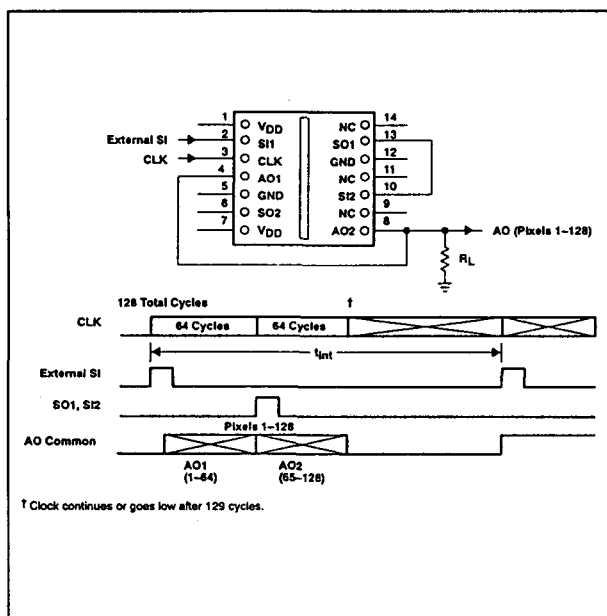 1 VDD NC 14
External SI 2 SI1 SO1 13
CLK 3 CLK GND 12
4 AO1 NC 11
5 GND SI2 10
6 SO2 NC 9
7 VDD AO2 8 AO (Pixels 1–128)
RL
128 Total Cycles †
CLK 64 Cycles 64 Cycles
tint
External SI
SO1, SI2
Pixels 1–128
AO Common
AO1 AO2
(1–64) (65–128)
† Clock continues or goes low after 129 cycles.